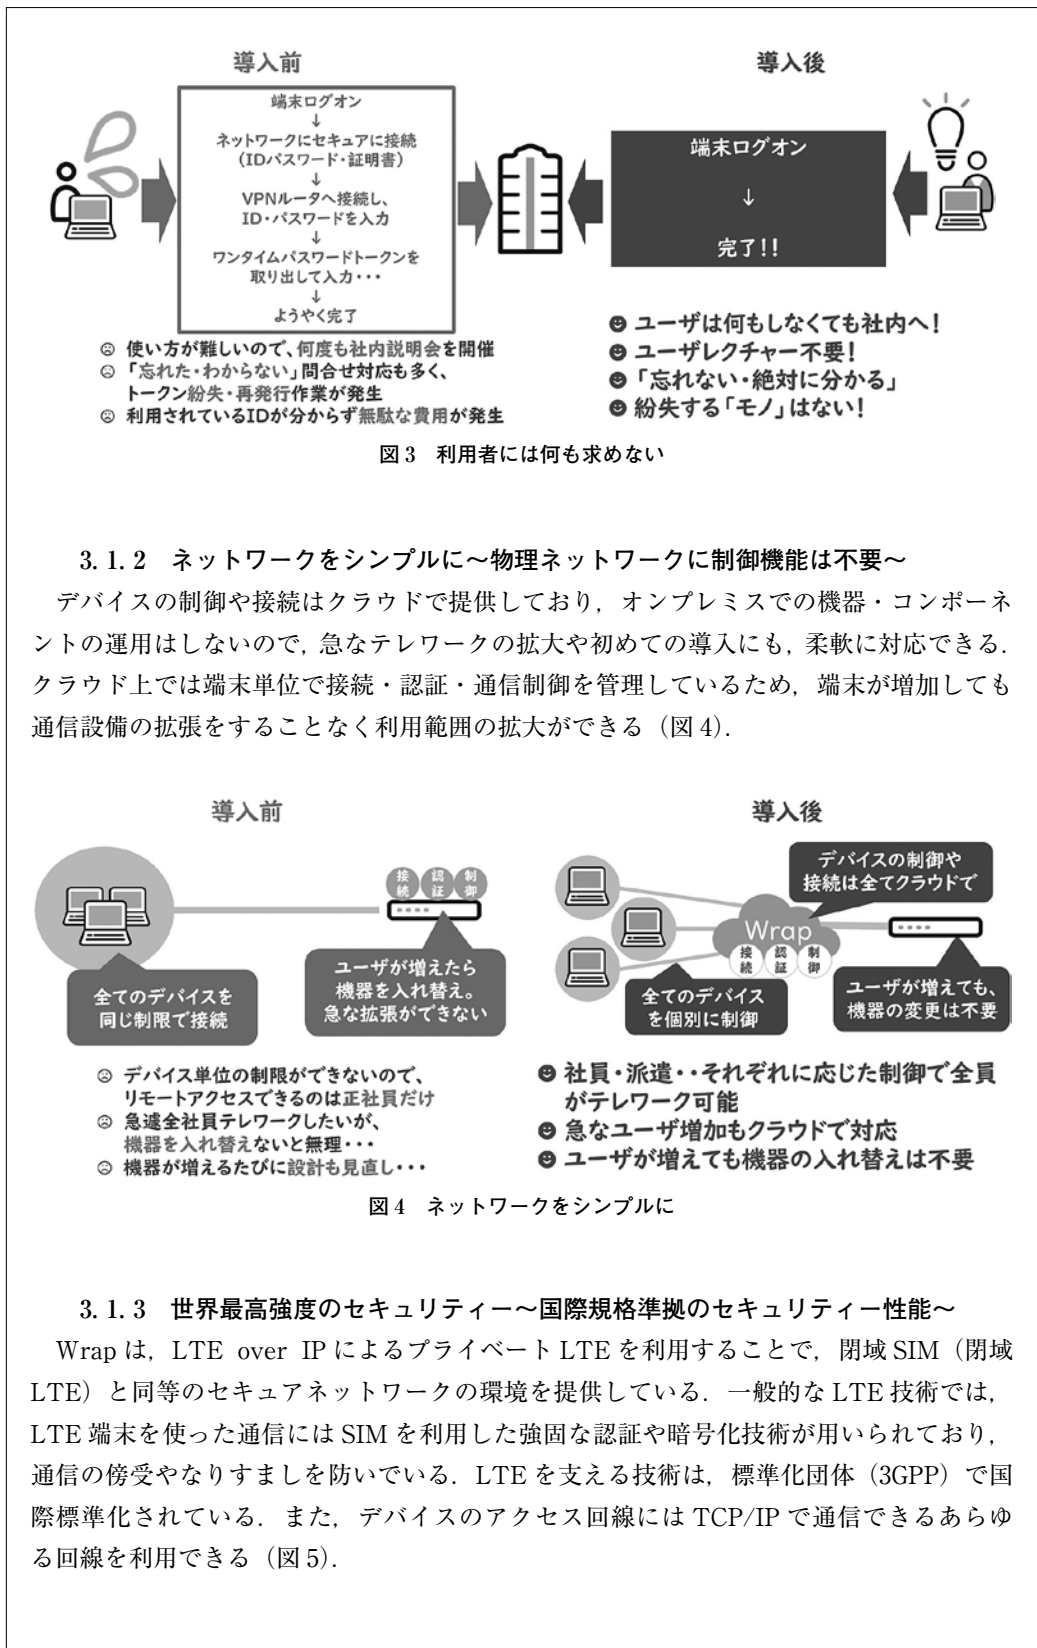 導入前
端末ログオン
↓
ネットワークにセキュアに接続
(IDパスワード・証明書)
↓
VPNルータへ接続し、
ID・パスワードを入力
↓
ワンタイムパスワードトークンを
取り出して入力・・・
↓
ようやく完了
☹ 使い方が難しいので、何度も社内説明会を開催
☹ 「忘れた・わからない」問合せ対応も多く、
トークン紛失・再発行作業が発生
☹ 利用されているIDが分からず無駄な費用が発生
導入後
端末ログオン
↓
完了!!
☻ ユーザは何もしなくても社内へ!
☻ ユーザレクチャー不要!
☻ 「忘れない・絶対に分かる」
☻ 紛失する「モノ」はない!
図3 利用者には何も求めない
3. 1. 2 ネットワークをシンプルに〜物理ネットワークに制御機能は不要〜
デバイスの制御や接続はクラウドで提供しており，オンプレミスでの機器・コンポーネ
ントの運用はしないので，急なテレワークの拡大や初めての導入にも，柔軟に対応できる．
クラウド上では端末単位で接続・認証・通信制御を管理しているため，端末が増加しても
通信設備の拡張をすることなく利用範囲の拡大ができる（図4）．
導入前
接続
認証
制御
全てのデバイスを
同じ制限で接続
ユーザが増えたら
機器を入れ替え。
急な拡張ができない
☹ デバイス単位の制限ができないので、
リモートアクセスできるのは正社員だけ
☹ 急遽全社員テレワークしたいが、
機器を入れ替えないと無理・・・
☹ 機器が増えるたびに設計も見直し・・・
導入後
デバイスの制御や
接続は全てクラウドで
Wrap
接続
認証
制御
全てのデバイス
を個別に制御
ユーザが増えても、
機器の変更は不要
☻ 社員・派遣・・それぞれに応じた制御で全員
がテレワーク可能
☻ 急なユーザ増加もクラウドで対応
☻ ユーザが増えても機器の入れ替えは不要
図4 ネットワークをシンプルに
3. 1. 3 世界最高強度のセキュリティー〜国際規格準拠のセキュリティー性能〜
Wrap は，LTE over IP によるプライベート LTE を利用することで，閉域 SIM（閉域
LTE）と同等のセキュアネットワークの環境を提供している．一般的な LTE 技術では，
LTE 端末を使った通信には SIM を利用した強固な認証や暗号化技術が用いられており，
通信の傍受やなりすましを防いでいる．LTE を支える技術は，標準化団体（3GPP）で国
際標準化されている．また，デバイスのアクセス回線には TCP/IP で通信できるあらゆ
る回線を利用できる（図5）．